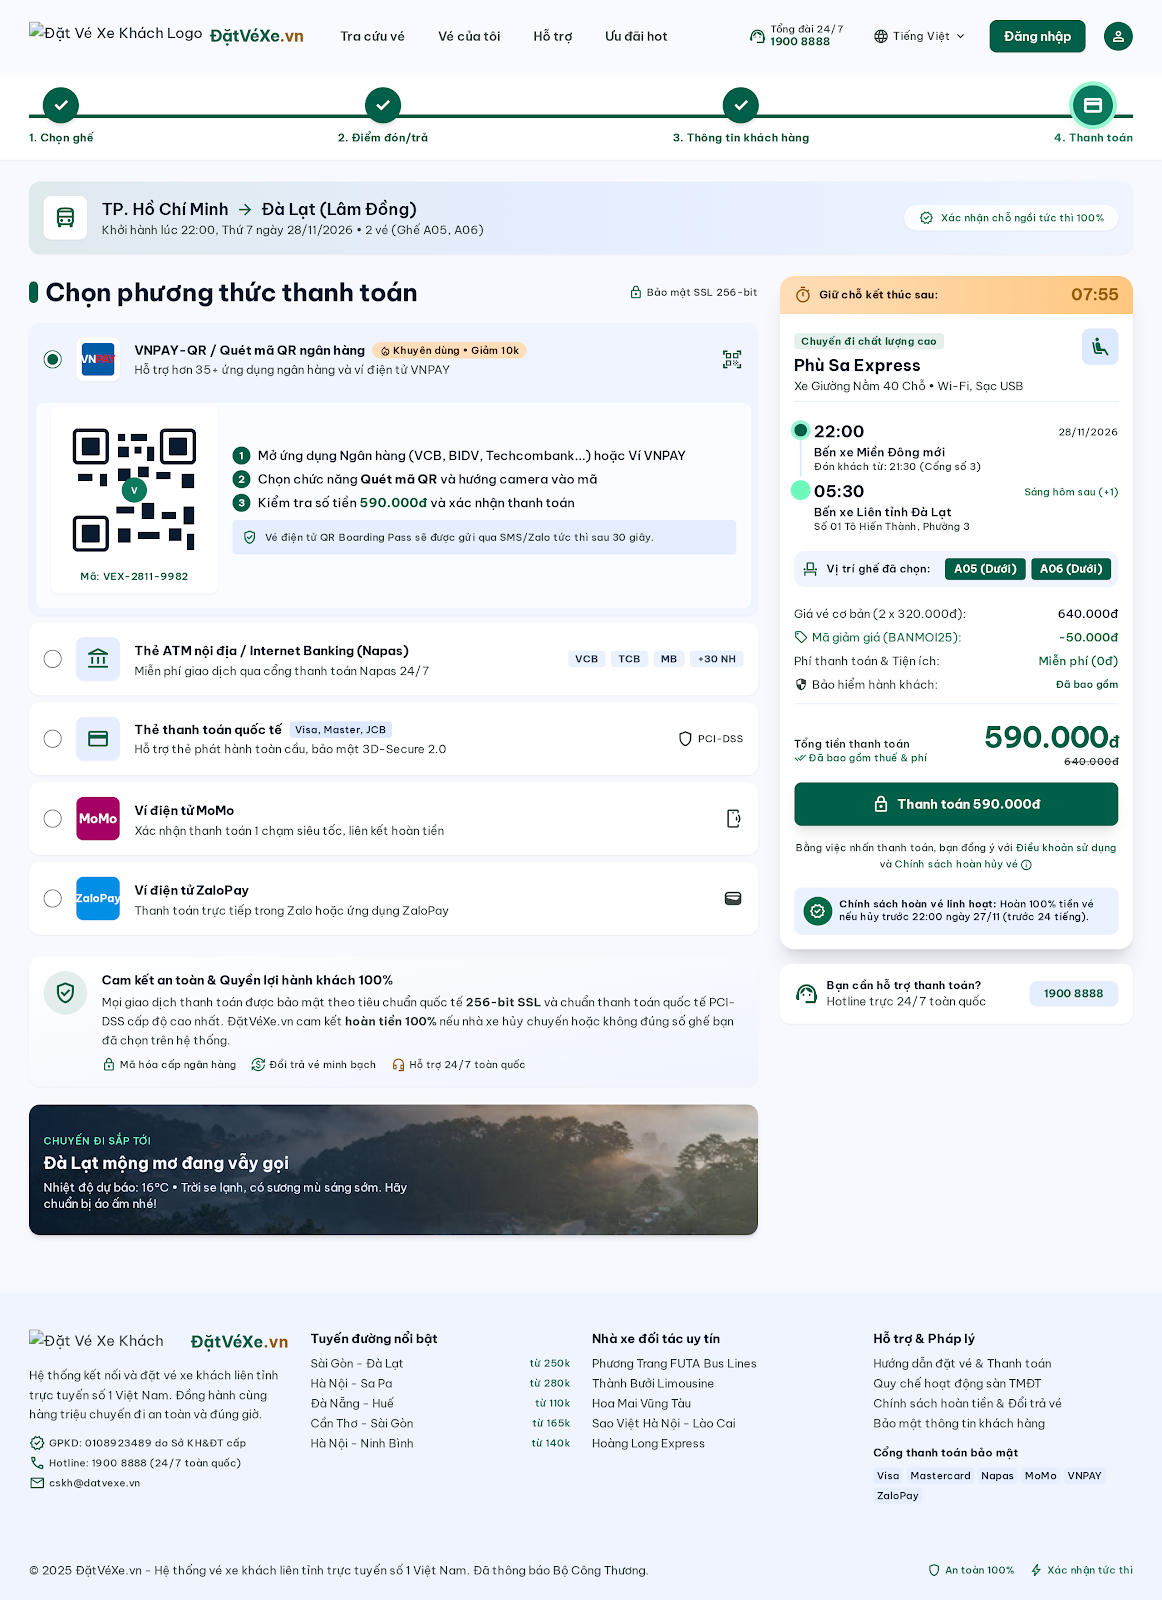 Đặt Vé Xe Khách Logo ĐặtVéXe.vn
Tra cứu vé
Vé của tôi
Hỗ trợ
Ưu đãi hot
Tổng đài 24/7
1900 8888
Tiếng Việt
Đăng nhập
1. Chọn ghế
2. Điểm đón/trả
3. Thông tin khách hàng
4. Thanh toán
TP. Hồ Chí Minh → Đà Lạt (Lâm Đồng)
Khởi hành lúc 22:00, Thứ 7 ngày 28/11/2026 • 2 vé (Ghế A05, A06)
Xác nhận chỗ ngồi tức thì 100%
Chọn phương thức thanh toán
Bảo mật SSL 256-bit
VNPAY
VNPAY-QR / Quét mã QR ngân hàng
Khuyên dùng • Giảm 10k
Hỗ trợ hơn 35+ ứng dụng ngân hàng và ví điện tử VNPAY
V
Mã: VEX-2811-9982
1 Mở ứng dụng Ngân hàng (VCB, BIDV, Techcombank...) hoặc Ví VNPAY
2 Chọn chức năng Quét mã QR và hướng camera vào mã
3 Kiểm tra số tiền 590.000đ và xác nhận thanh toán
Vé điện tử QR Boarding Pass sẽ được gửi qua SMS/Zalo tức thì sau 30 giây.
Thẻ ATM nội địa / Internet Banking (Napas)
Miễn phí giao dịch qua cổng thanh toán Napas 24/7
VCB
TCB
MB
+30 NH
Thẻ thanh toán quốc tế
Visa, Master, JCB
Hỗ trợ thẻ phát hành toàn cầu, bảo mật 3D-Secure 2.0
PCI-DSS
MoMo
Ví điện tử MoMo
Xác nhận thanh toán 1 chạm siêu tốc, liên kết hoàn tiền
ZaloPay
Ví điện tử ZaloPay
Thanh toán trực tiếp trong Zalo hoặc ứng dụng ZaloPay
Cam kết an toàn & Quyền lợi hành khách 100%
Mọi giao dịch thanh toán được bảo mật theo tiêu chuẩn quốc tế 256-bit SSL và chuẩn thanh toán quốc tế PCI-
DSS cấp độ cao nhất. ĐặtVéXe.vn cam kết hoàn tiền 100% nếu nhà xe hủy chuyến hoặc không đúng số ghế bạn
đã chọn trên hệ thống.
Mã hóa cấp ngân hàng
Đổi trả vé minh bạch
Hỗ trợ 24/7 toàn quốc
CHUYẾN ĐI SẮP TỚI
Đà Lạt mộng mơ đang vẫy gọi
Nhiệt độ dự báo: 16°C • Trời se lạnh, có sương mù sáng sớm. Hãy
chuẩn bị áo ấm nhé!
Giữ chỗ kết thúc sau:
07:55
Chuyến đi chất lượng cao
Phù Sa Express
Xe Giường Nằm 40 Chỗ • Wi-Fi, Sạc USB
22:00
28/11/2026
Bến xe Miền Đông mới
Đón khách từ: 21:30 (Cổng số 3)
05:30
Sáng hôm sau (+1)
Bến xe Liên tỉnh Đà Lạt
Số 01 Tô Hiến Thành, Phường 3
Vị trí ghế đã chọn:
A05 (Dưới)
A06 (Dưới)
Giá vé cơ bản (2 x 320.000đ):
640.000đ
Mã giảm giá (BANMOI25):
-50.000đ
Phí thanh toán & Tiện ích:
Miễn phí (0đ)
Bảo hiểm hành khách:
Đã bao gồm
Tổng tiền thanh toán
Đã bao gồm thuế & phí
590.000đ
640.000đ
Thanh toán 590.000đ
Bằng việc nhấn thanh toán, bạn đồng ý với Điều khoản sử dụng
và Chính sách hoàn hủy vé
Chính sách hoàn vé linh hoạt: Hoàn 100% tiền vé
nếu hủy trước 22:00 ngày 27/11 (trước 24 tiếng).
Bạn cần hỗ trợ thanh toán?
Hotline trực 24/7 toàn quốc
1900 8888
Đặt Vé Xe Khách
ĐặtVéXe.vn
Hệ thống kết nối và đặt vé xe khách liên tỉnh
trực tuyến số 1 Việt Nam. Đồng hành cùng
hàng triệu chuyến đi an toàn và đúng giờ.
GPKD: 0108923489 do Sở KH&ĐT cấp
Hotline: 1900 8888 (24/7 toàn quốc)
cskh@datvexe.vn
Tuyến đường nổi bật
Sài Gòn - Đà Lạt
từ 250k
Hà Nội - Sa Pa
từ 280k
Đà Nẵng - Huế
từ 110k
Cần Thơ - Sài Gòn
từ 165k
Hà Nội - Ninh Bình
từ 140k
Nhà xe đối tác uy tín
Phương Trang FUTA Bus Lines
Thành Bưởi Limousine
Hoa Mai Vũng Tàu
Sao Việt Hà Nội - Lào Cai
Hoàng Long Express
Hỗ trợ & Pháp lý
Hướng dẫn đặt vé & Thanh toán
Quy chế hoạt động sàn TMĐT
Chính sách hoàn tiền & Đổi trả vé
Bảo mật thông tin khách hàng
Cổng thanh toán bảo mật
Visa
Mastercard
Napas
MoMo
VNPAY
ZaloPay
© 2025 ĐặtVéXe.vn - Hệ thống vé xe khách liên tỉnh trực tuyến số 1 Việt Nam. Đã thông báo Bộ Công Thương.
An toàn 100%
Xác nhận tức thì